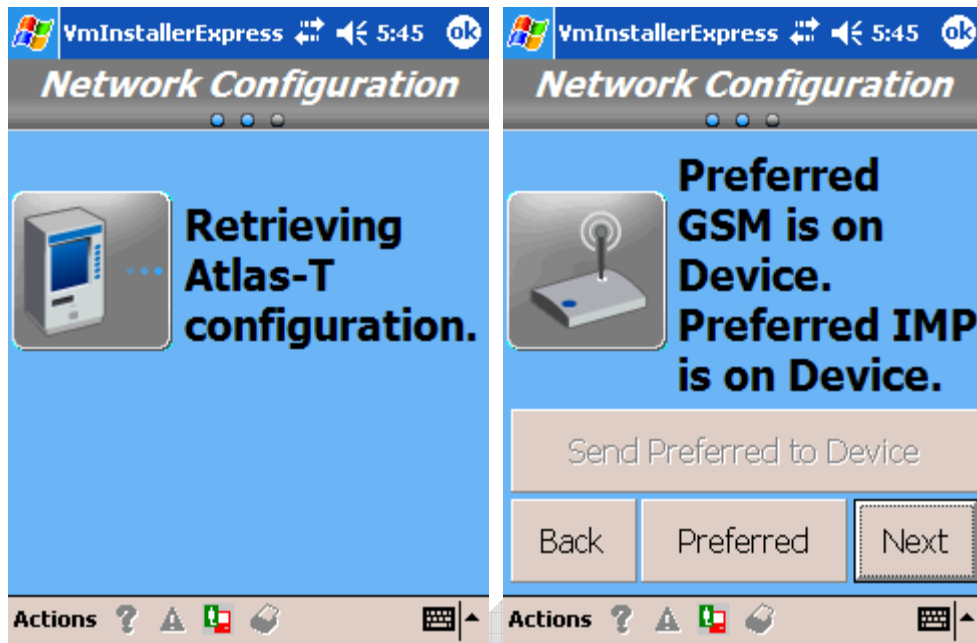 VmInstallerExpress 5:45 ok
Network Configuration
Retrieving
Atlas-T
configuration.
Actions
VmInstallerExpress 5:45 ok
Network Configuration
Preferred
GSM is on
Device.
Preferred IMP
is on Device.
Send Preferred to Device
Back Preferred Next
Actions